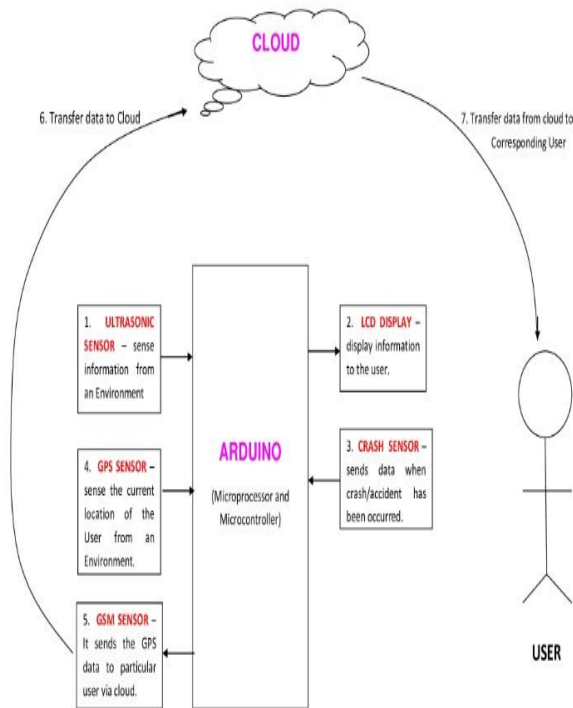 CLOUD
6. Transfer data to Cloud
7. Transfer data from cloud to
Corresponding User
1. ULTRASONIC
SENSOR – sense
information from
an Environment
2. LCD DISPLAY –
display information
to the user.
ARDUINO
(Microprocessor and
Microcontroller)
3. CRASH SENSOR –
sends data when
crash/accident has
been occurred.
4. GPS SENSOR –
sense the current
location of the
User from an
Environment.
5. GSM SENSOR –
It sends the GPS
data to particular
user via cloud.
USER